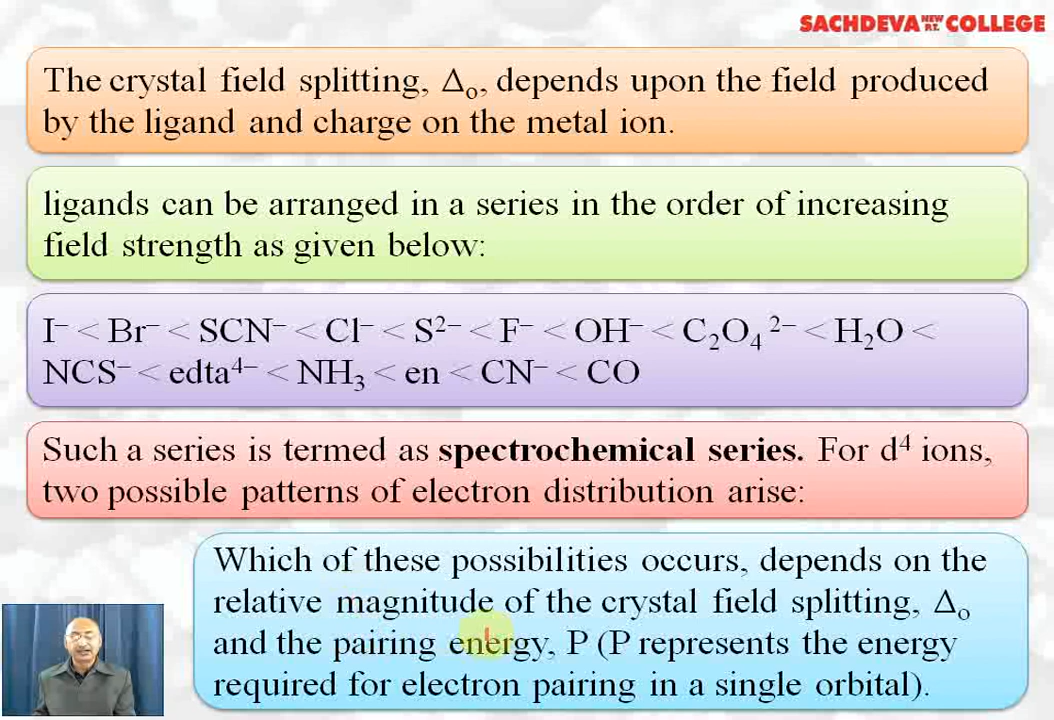 SACHDEVA NEW P.T. COLLEGE
The crystal field splitting, Δₒ, depends upon the field produced
by the ligand and charge on the metal ion.
ligands can be arranged in a series in the order of increasing
field strength as given below:
I⁻ < Br⁻ < SCN⁻ < Cl⁻ < S²⁻ < F⁻ < OH⁻ < C₂O₄²⁻ < H₂O <
NCS⁻ < edta⁴⁻ < NH₃ < en < CN⁻ < CO
Such a series is termed as spectrochemical series. For d⁴ ions,
two possible patterns of electron distribution arise:
Which of these possibilities occurs, depends on the
relative magnitude of the crystal field splitting, Δₒ
and the pairing energy, P (P represents the energy
required for electron pairing in a single orbital).